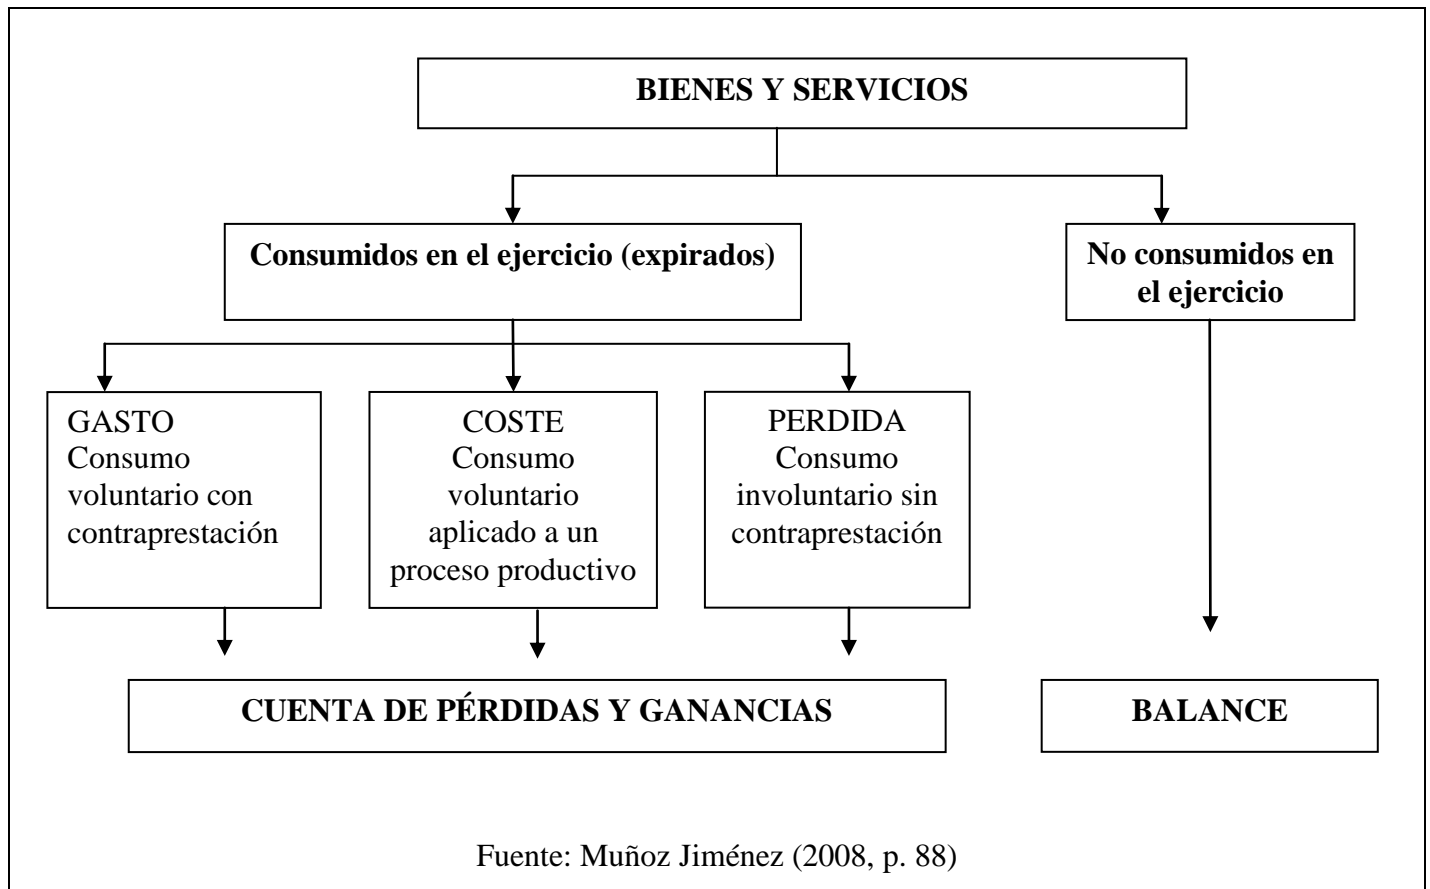 BIENES Y SERVICIOS
Consumidos en el ejercicio (expirados)
No consumidos en
el ejercicio
GASTO
Consumo
voluntario con
contraprestación
COSTE
Consumo
voluntario
aplicado a un
proceso productivo
PERDIDA
Consumo
involuntario sin
contraprestación
CUENTA DE PÉRDIDAS Y GANANCIAS
BALANCE
Fuente: Muñoz Jiménez (2008, p. 88)